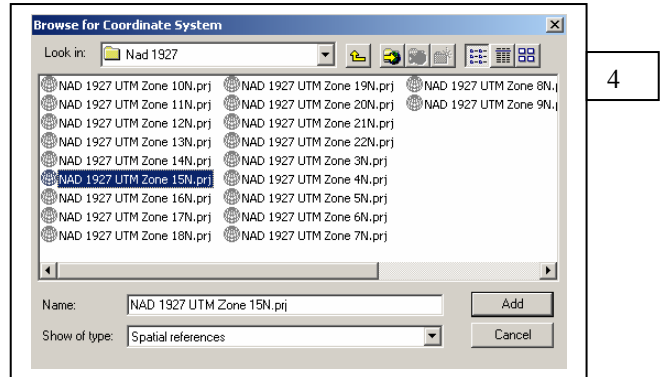 Browse for Coordinate System
Look in: Nad 1927
NAD 1927 UTM Zone 10N.prj
NAD 1927 UTM Zone 11N.prj
NAD 1927 UTM Zone 12N.prj
NAD 1927 UTM Zone 13N.prj
NAD 1927 UTM Zone 14N.prj
NAD 1927 UTM Zone 15N.prj
NAD 1927 UTM Zone 16N.prj
NAD 1927 UTM Zone 17N.prj
NAD 1927 UTM Zone 18N.prj
NAD 1927 UTM Zone 19N.prj
NAD 1927 UTM Zone 20N.prj
NAD 1927 UTM Zone 21N.prj
NAD 1927 UTM Zone 22N.prj
NAD 1927 UTM Zone 3N.prj
NAD 1927 UTM Zone 4N.prj
NAD 1927 UTM Zone 5N.prj
NAD 1927 UTM Zone 6N.prj
NAD 1927 UTM Zone 7N.prj
NAD 1927 UTM Zone 8N.p
NAD 1927 UTM Zone 9N.p
Name: NAD 1927 UTM Zone 15N.prj Add
Show of type: Spatial references Cancel
4